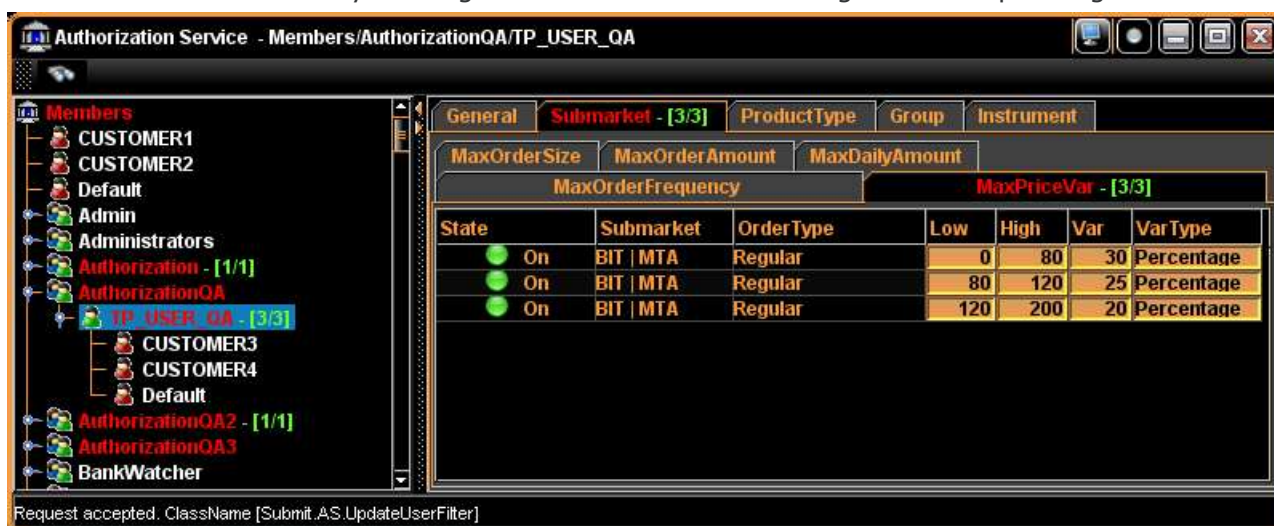 Authorization Service - Members/AuthorizationQA/TP_USER_QA
Members
CUSTOMER1
CUSTOMER2
Default
Admin
Administrators
Authorization - [1/1]
AuthorizationQA
TP_USER_QA - [3/3]
CUSTOMER3
CUSTOMER4
Default
AuthorizationQA2 - [1/1]
AuthorizationQA3
BankWatcher
General Submarket - [3/3] ProductType Group Instrument
MaxOrderSize MaxOrderAmount MaxDailyAmount
MaxOrderFrequency MaxPriceVar - [3/3]
State Submarket OrderType Low High Var VarType
On BIT | MTA Regular 0 80 30 Percentage
On BIT | MTA Regular 80 120 25 Percentage
On BIT | MTA Regular 120 200 20 Percentage
Request accepted. ClassName [Submit.AS.UpdateUserFilter]